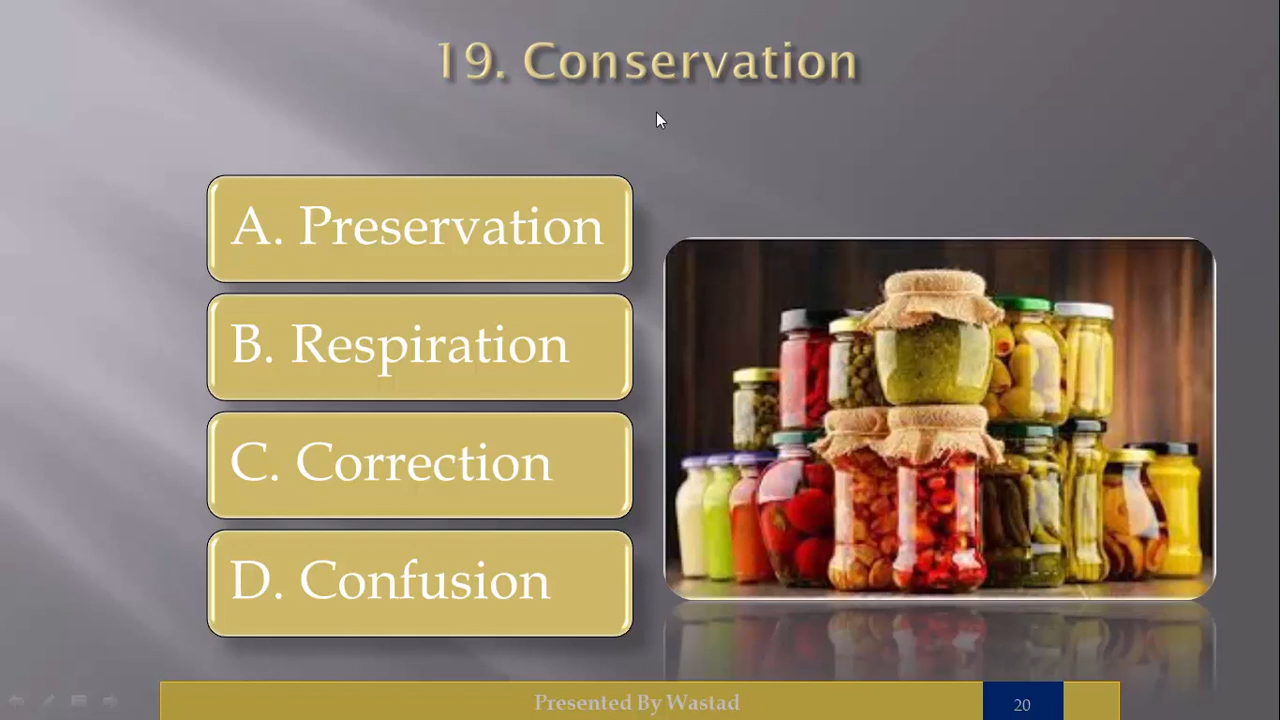 19. Conservation
A. Preservation
B. Respiration
C. Correction
D. Confusion
Presented By Wastad
20